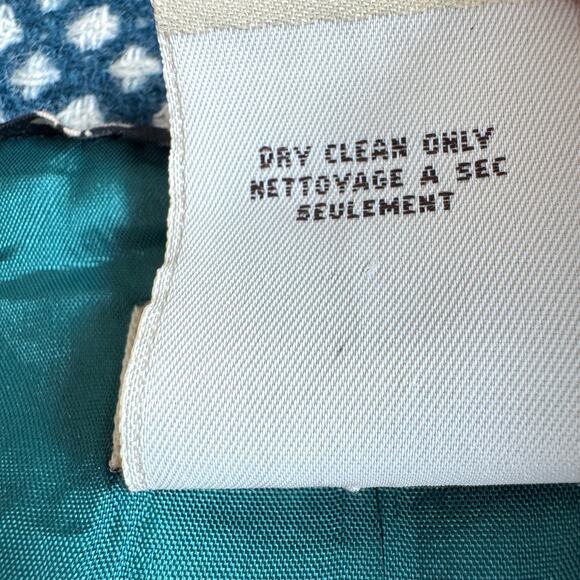 DRY CLEAN ONLY
NETTOYAGE A SEC
SEULEMENT